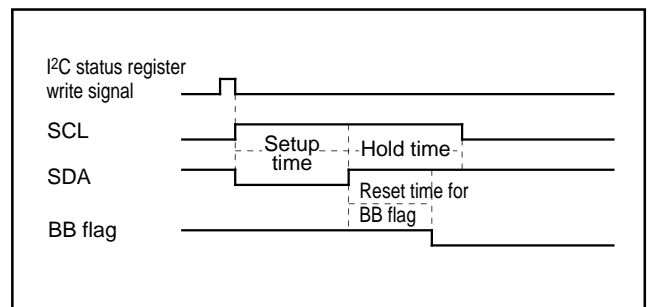 I²C status register
write signal
SCL
Setup
time
Hold time
SDA
Reset time for
BB flag
BB flag